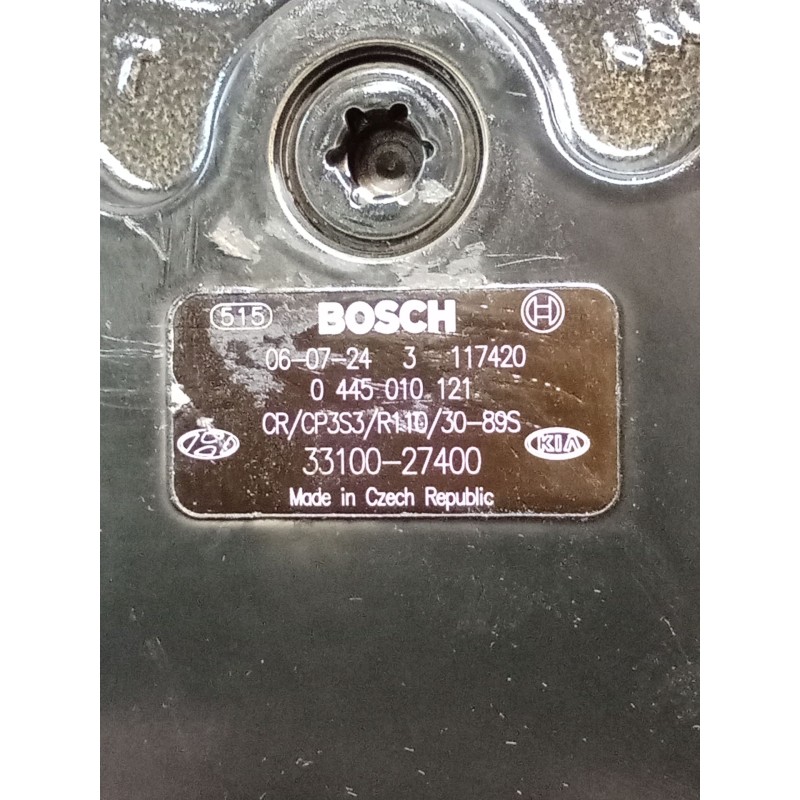 515 BOSCH
06-07-24 3 117420
0 445 010 121
CR/CP3S3/R110/30-89S
KIA
33100-27400
Made in Czech Republic